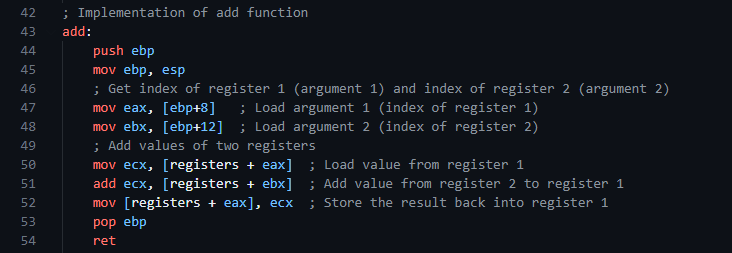 42 ; Implementation of add function
43 add:
44 push ebp
45 mov ebp, esp
46 ; Get index of register 1 (argument 1) and index of register 2 (argument 2)
47 mov eax, [ebp+8] ; Load argument 1 (index of register 1)
48 mov ebx, [ebp+12] ; Load argument 2 (index of register 2)
49 ; Add values of two registers
50 mov ecx, [registers + eax] ; Load value from register 1
51 add ecx, [registers + ebx] ; Add value from register 2 to register 1
52 mov [registers + eax], ecx ; Store the result back into register 1
53 pop ebp
54 ret